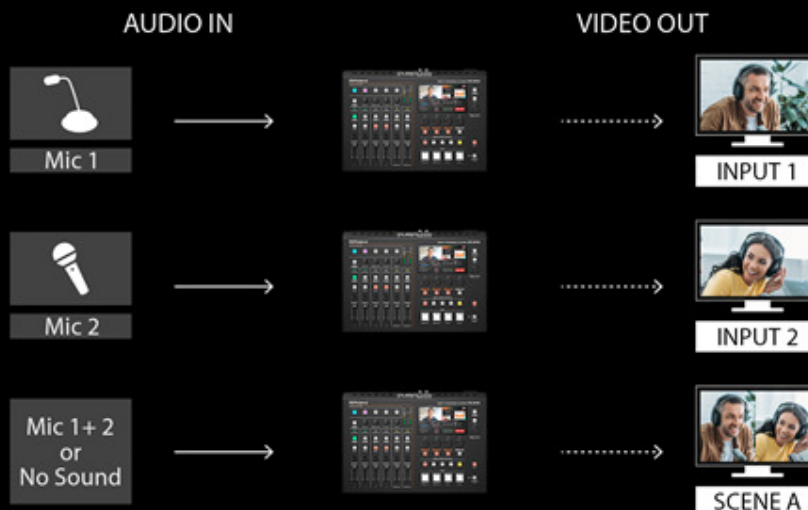 AUDIO IN
VIDEO OUT
Mic 1
INPUT 1
Mic 2
INPUT 2
Mic 1+ 2
or
No Sound
SCENE A